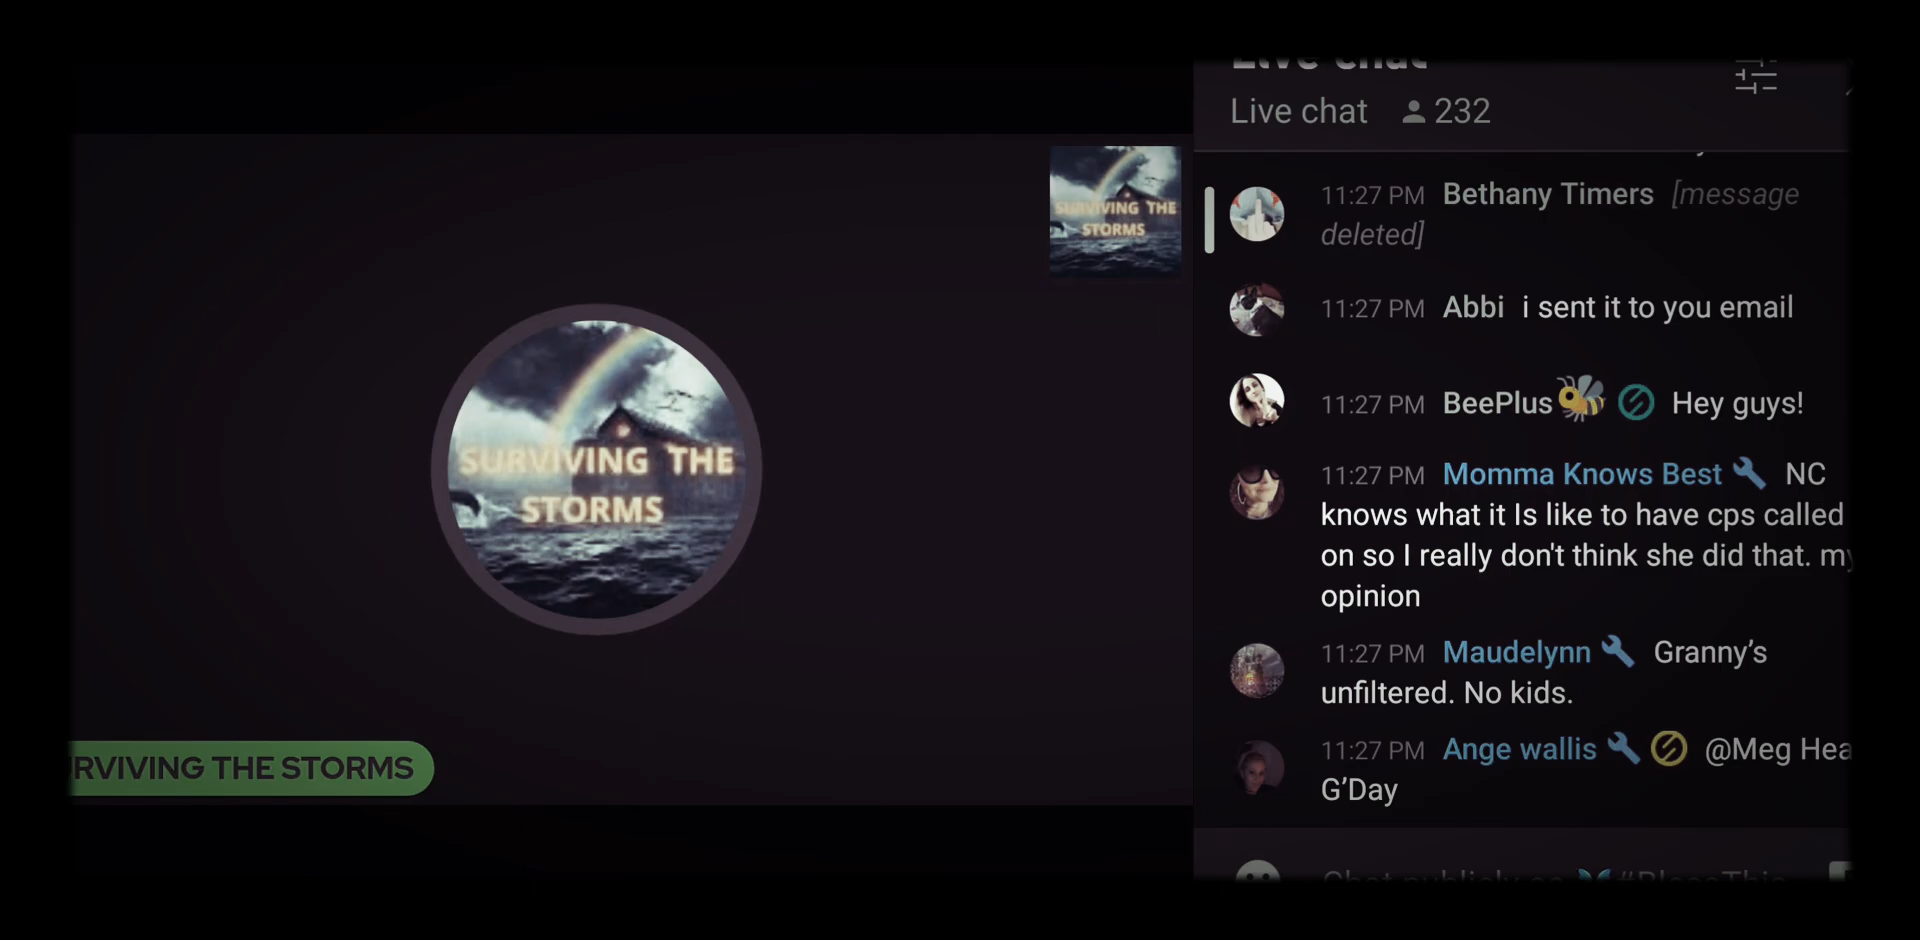 SURVIVING THE
STORMS
SURVIVING THE
STORMS
RVIVING THE STORMS
Live chat
Live chat 232
11:27 PM Bethany Timers [message
deleted]
11:27 PM Abbi i sent it to you email
11:27 PM BeePlus🐝 Hey guys!
11:27 PM Momma Knows Best🔧 NC
knows what it Is like to have cps called
on so I really don't think she did that. my
opinion
11:27 PM Maudelynn🔧 Granny’s
unfiltered. No kids.
11:27 PM Ange wallis🔧 @Meg Hea
G’Day
Chat publicly as 🦋#BlessThis